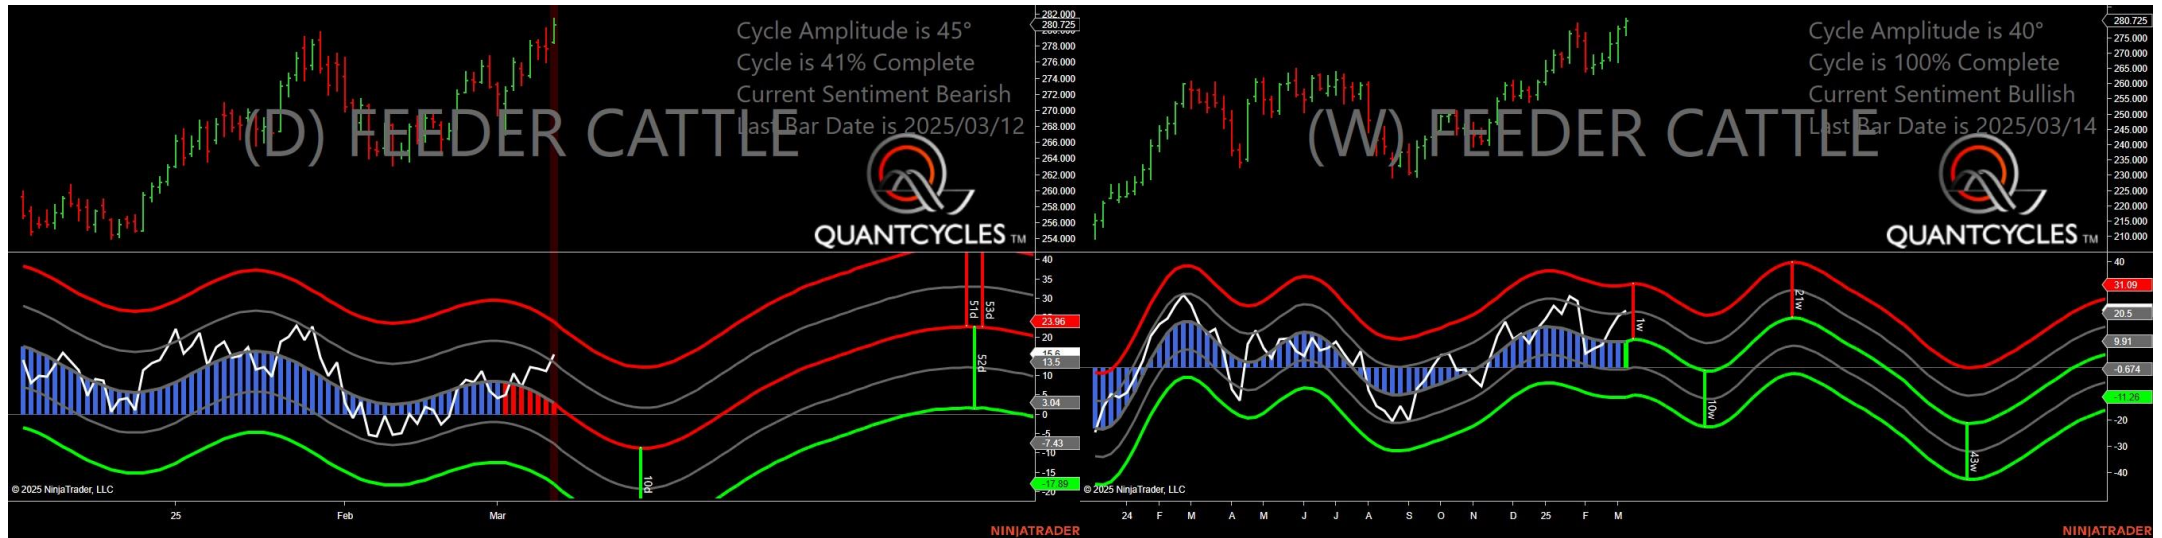 Cycle Amplitude is 45°
Cycle is 41% Complete
Current Sentiment Bearish
Last Bar Date is 2025/03/12
(D) FEEDER CATTLE
QUANTCYCLES TM
282.000
280.725
278.000
276.000
274.000
272.000
270.000
268.000
266.000
264.000
262.000
260.000
258.000
256.000
254.000
40
35
30
23.96
20
15.6
13.5
10
5
3.04
0
-5
-7.43
-10
-15
-17.89
-20
51d
53d
52d
10d
© 2025 NinjaTrader, LLC
25 Feb Mar
NINJATRADER
Cycle Amplitude is 40°
Cycle is 100% Complete
Current Sentiment Bullish
Last Bar Date is 2025/03/14
(W) FEEDER CATTLE
QUANTCYCLES TM
280.725
275.000
270.000
265.000
260.000
255.000
250.000
245.000
240.000
235.000
230.000
225.000
220.000
215.000
210.000
40
31.09
20.5
9.91
-0.674
-11.26
-20
-30
-40
1w
21w
10w
43w
© 2025 NinjaTrader, LLC
24 F M A M J J A S O N D 25 F M
NINJATRADER